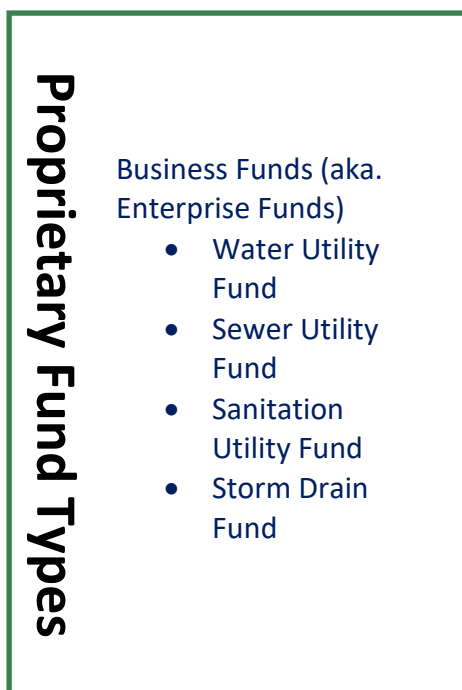 Proprietary Fund Types
Business Funds (aka.
Enterprise Funds)
• Water Utility
Fund
• Sewer Utility
Fund
• Sanitation
Utility Fund
• Storm Drain
Fund